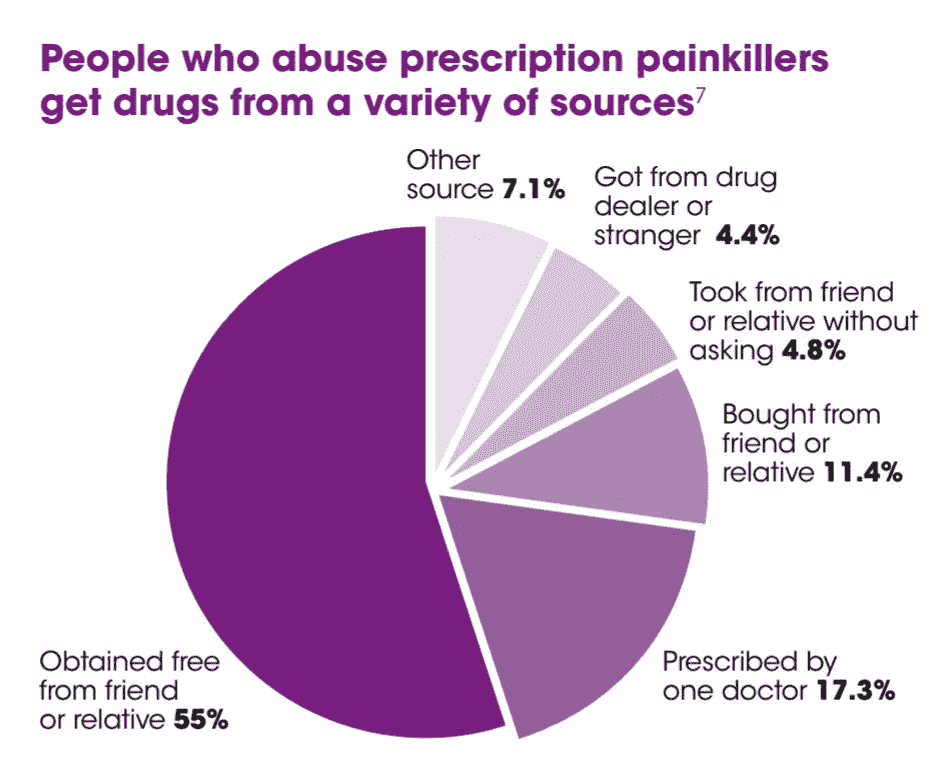 People who abuse prescription painkillers
get drugs from a variety of sources⁷
Other
source 7.1%
Got from drug
dealer or
stranger 4.4%
Took from friend
or relative without
asking 4.8%
Bought from
friend or
relative 11.4%
Prescribed by
one doctor 17.3%
Obtained free
from friend
or relative 55%